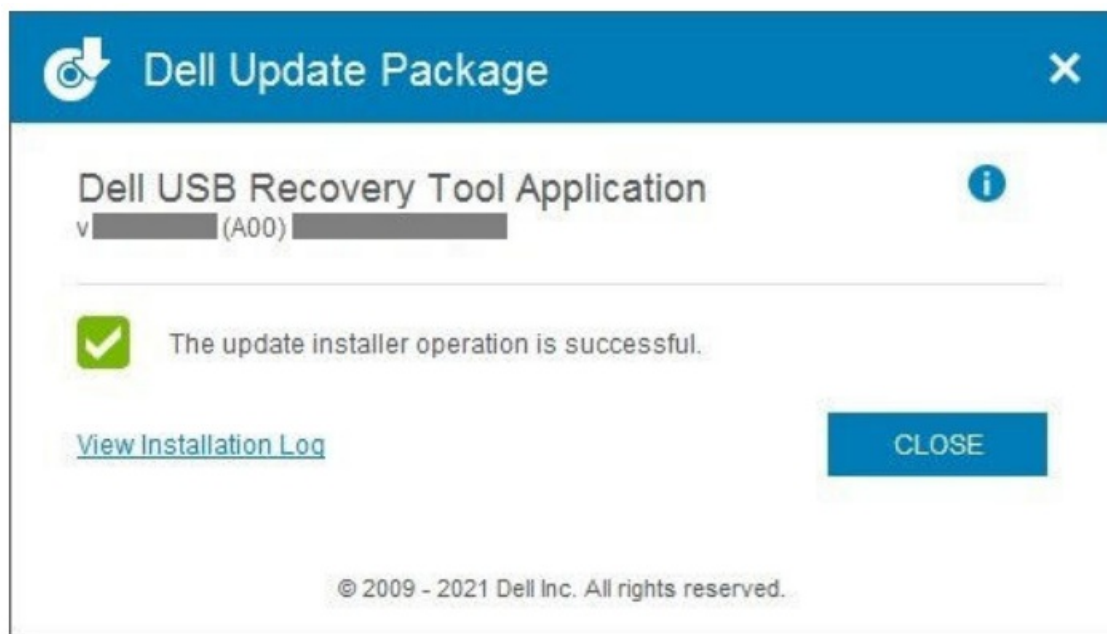 Dell Update Package
Dell USB Recovery Tool Application
v (A00)
The update installer operation is successful.
View Installation Log
CLOSE
© 2009 - 2021 Dell Inc. All rights reserved.